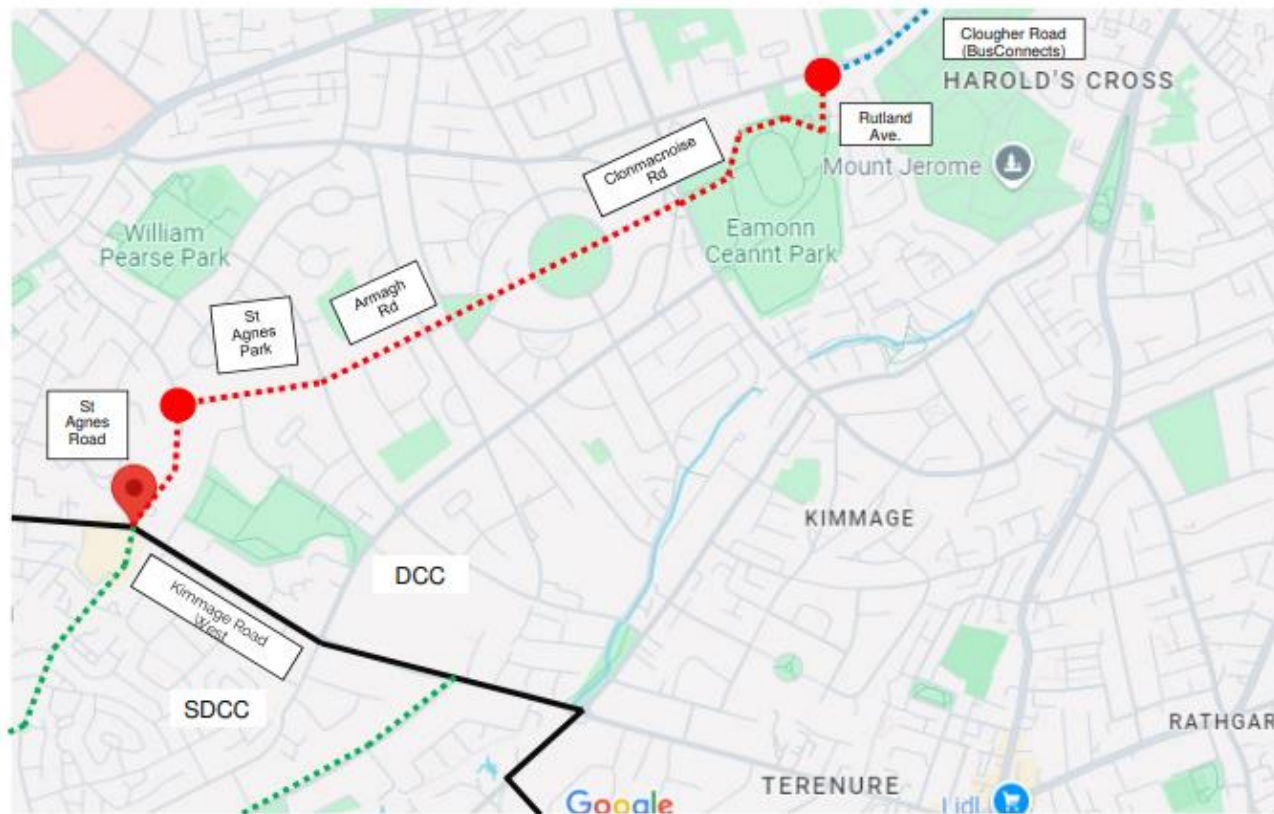 Clougher Road
(BusConnects)
HAROLD'S CROSS
Rutland
Ave.
Clonmacnoise
Rd
Mount Jerome
William
Pearse Park
Eamonn
Ceannt Park
Armagh
Rd
St
Agnes
Park
St
Agnes
Road
KIMMAGE
DCC
Kimmage Road
West
SDCC
RATHGAR
TERENURE
Google
Lidl